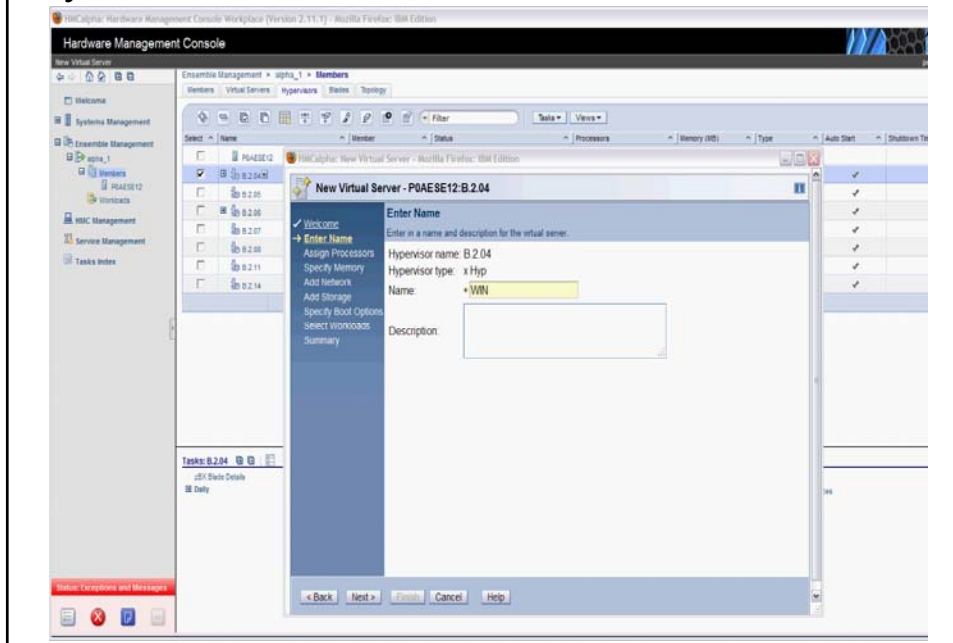 HMCalpha: Hardware Management Console Workplace (Version 2.11.1) - Mozilla Firefox: IBM Edition
Hardware Management Console
New Virtual Server
Ensemble Management > alpha_1 > Members
Members Virtual Servers Hypervisors Blades Topology
Welcome
Systems Management
Ensemble Management
alpha_1
Members
P0AESE12
Workloads
HMC Management
Service Management
Tasks Index
Filter Tasks Views
Select Name Member Status Processors Memory (MB) Type Auto Start Shutdown
P0AESE12
B.2.04
B.2.05
B.2.06
B.2.07
B.2.08
B.2.11
B.2.14
HMCalpha: New Virtual Server - Mozilla Firefox: IBM Edition
New Virtual Server - P0AESE12:B.2.04
Welcome
Enter Name
Assign Processors
Specify Memory
Add Network
Add Storage
Specify Boot Options
Select Workloads
Summary
Enter Name
Enter in a name and description for the virtual server.
Hypervisor name: B.2.04
Hypervisor type: x Hyp
Name: * WIN
Description:
< Back Next > Finish Cancel Help
Tasks: B.2.04
zBX Blade Details
Daily
Status: Exceptions and Messages